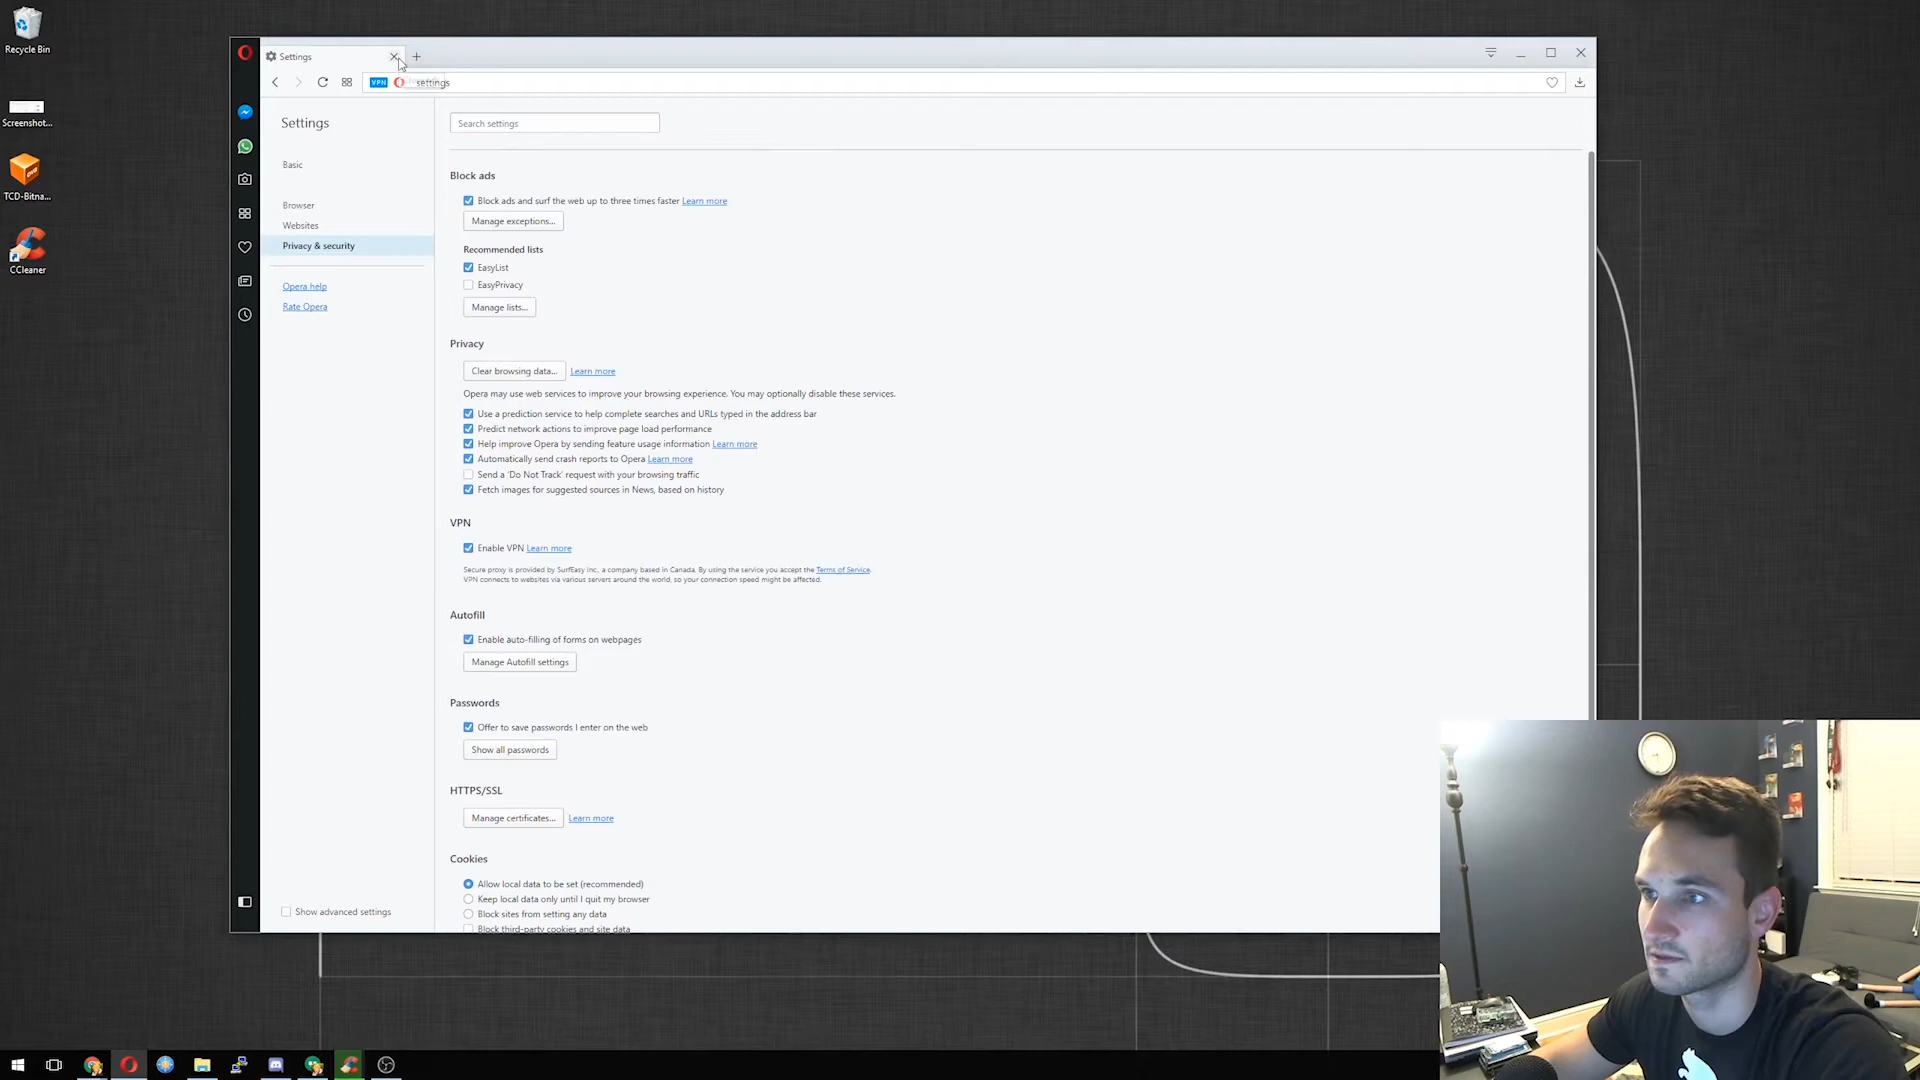 Recycle Bin
Screenshot...
TCD-Bitna...
CCleaner
Settings
VPN
settings
Settings
Search settings
Basic
Browser
Websites
Privacy & security
Opera help
Rate Opera
Show advanced settings
Block ads
Block ads and surf the web up to three times faster Learn more
Manage exceptions...
Recommended lists
EasyList
EasyPrivacy
Manage lists...
Privacy
Clear browsing data... Learn more
Opera may use web services to improve your browsing experience. You may optionally disable these services.
Use a prediction service to help complete searches and URLs typed in the address bar
Predict network actions to improve page load performance
Help improve Opera by sending feature usage information Learn more
Automatically send crash reports to Opera Learn more
Send a 'Do Not Track' request with your browsing traffic
Fetch images for suggested sources in News, based on history
VPN
Enable VPN Learn more
Secure proxy is provided by SurfEasy Inc., a company based in Canada. By using the service you accept the Terms of Service.
VPN connects to websites via various servers around the world, so your connection speed might be affected.
Autofill
Enable auto-filling of forms on webpages
Manage Autofill settings
Passwords
Offer to save passwords I enter on the web
Show all passwords
HTTPS/SSL
Manage certificates... Learn more
Cookies
Allow local data to be set (recommended)
Keep local data only until I quit my browser
Block sites from setting any data
Block third-party cookies and site data